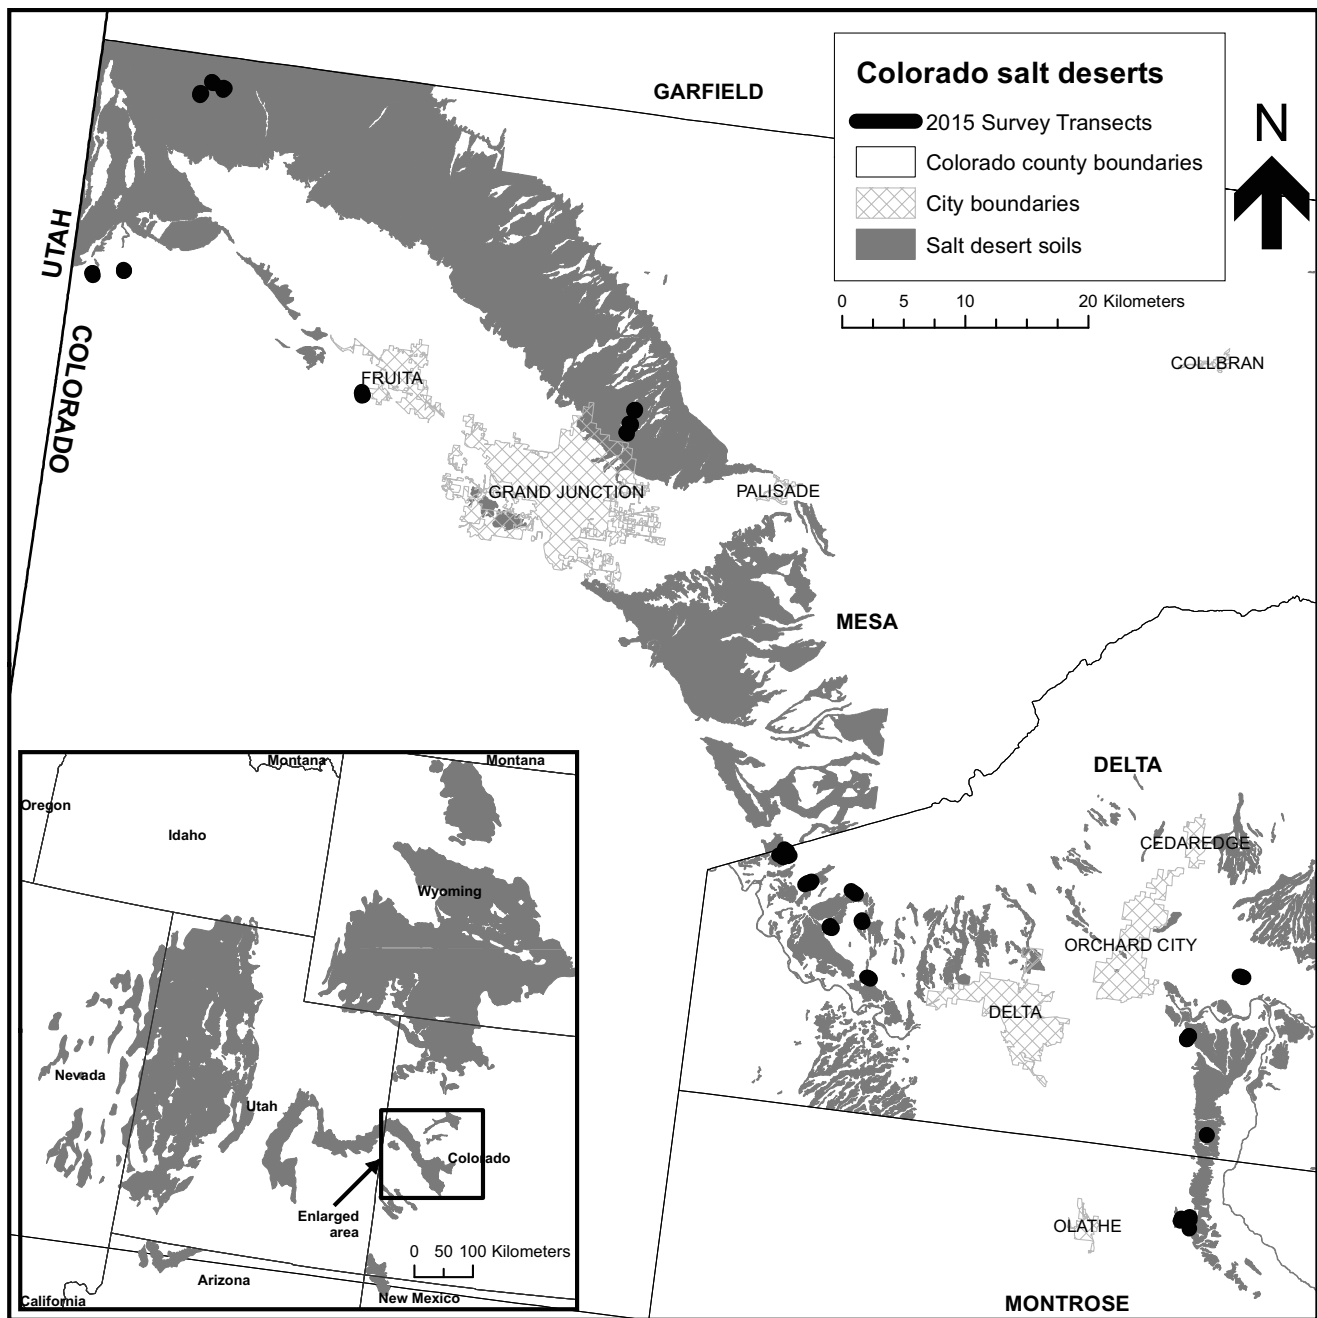 GARFIELD
Colorado salt deserts
2015 Survey Transects
Colorado county boundaries
City boundaries
Salt desert soils
N
0 5 10 20 Kilometers
UTAH
COLORADO
COLLBRAN
FRUITA
GRAND JUNCTION
PALISADE
MESA
DELTA
CEDAREDGE
ORCHARD CITY
DELTA
OLATHE
MONTROSE
Montana
Montana
Oregon
Idaho
Wyoming
Nevada
Utah
Colorado
Enlarged
area
0 50 100 Kilometers
Arizona
California
New Mexico